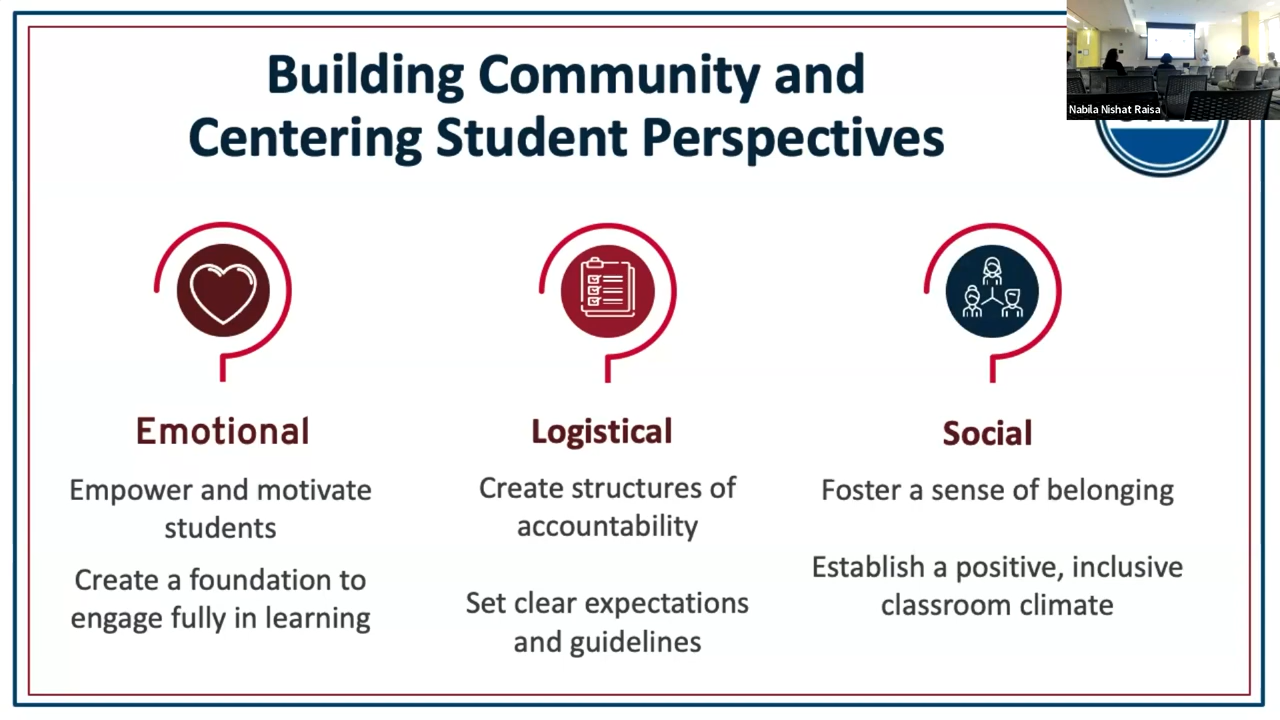 Building Community and
Centering Student Perspectives
Nabila Nishat Raisa
Emotional
Empower and motivate
students
Create a foundation to
engage fully in learning
Logistical
Create structures of
accountability
Set clear expectations
and guidelines
Social
Foster a sense of belonging
Establish a positive, inclusive
classroom climate